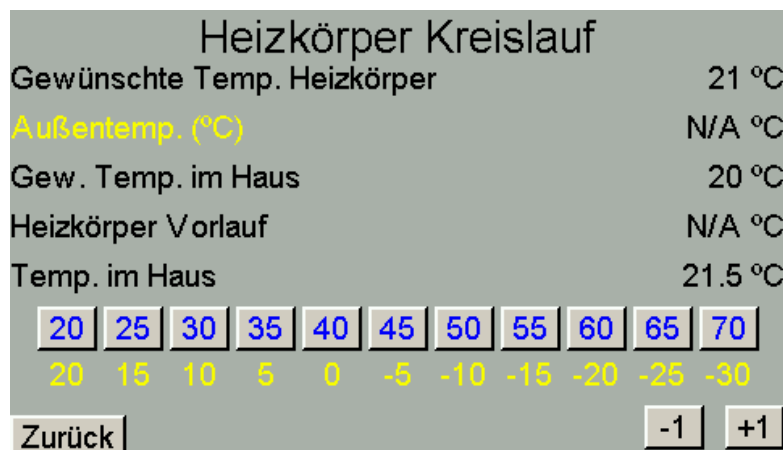 Heizkörper Kreislauf
Gewünschte Temp. Heizkörper 21 ºC
Außentemp. (ºC) N/A ºC
Gew. Temp. im Haus 20 ºC
Heizkörper Vorlauf N/A ºC
Temp. im Haus 21.5 ºC
20 25 30 35 40 45 50 55 60 65 70
20 15 10 5 0 -5 -10 -15 -20 -25 -30
Zurück -1 +1